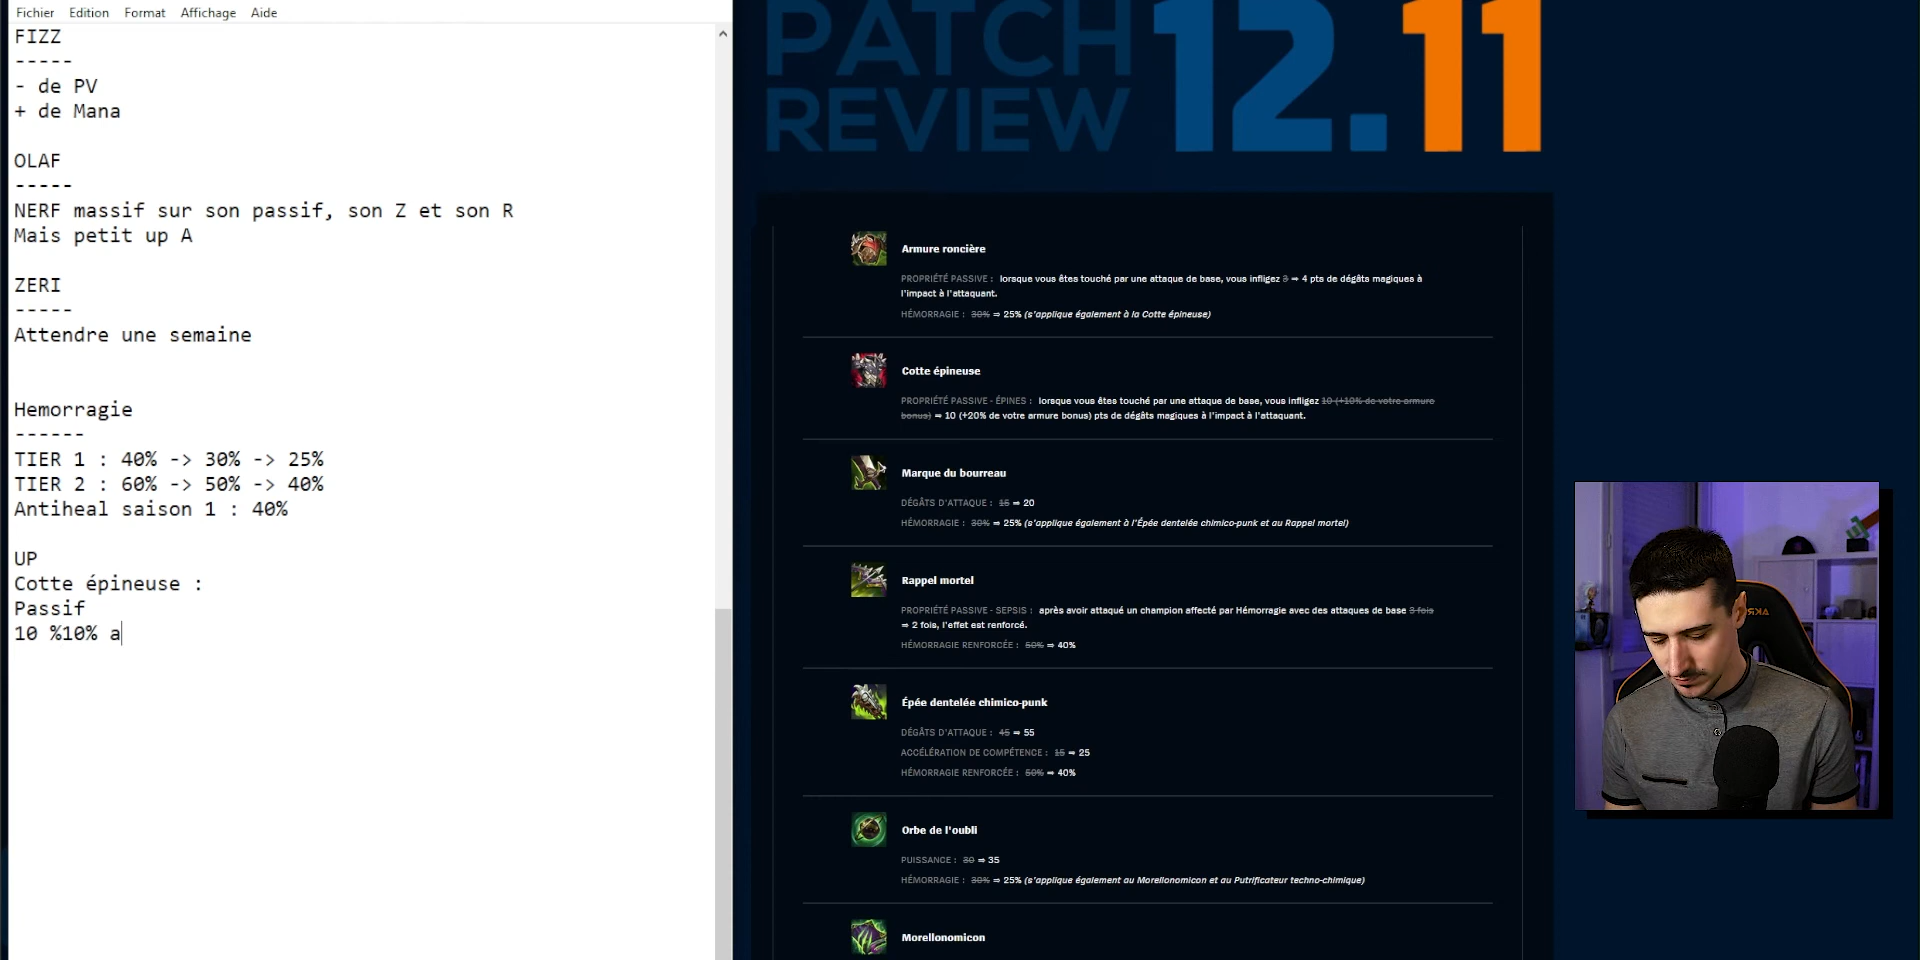 Fichier Edition Format Affichage Aide
FIZZ
-----
- de PV
+ de Mana
OLAF
-----
NERF massif sur son passif, son Z et son R
Mais petit up A
ZERI
-----
Attendre une semaine
Hemorragie
------
TIER 1 : 40% -> 30% -> 25%
TIER 2 : 60% -> 50% -> 40%
Antiheal saison 1 : 40%
UP
Cotte épineuse :
Passif
10 %10% a
PATCH
REVIEW
12.11
Armure roncière
PROPRIÉTÉ PASSIVE : lorsque vous êtes touché par une attaque de base, vous infligez 3 ⇒ 4 pts de dégâts magiques à
l'impact à l'attaquant.
HÉMORRAGIE : 30% ⇒ 25% (s'applique également à la Cotte épineuse)
Cotte épineuse
PROPRIÉTÉ PASSIVE - ÉPINES : lorsque vous êtes touché par une attaque de base, vous infligez 10 (+10% de votre armure
bonus) ⇒ 10 (+20% de votre armure bonus) pts de dégâts magiques à l'impact à l'attaquant.
Marque du bourreau
DÉGÂTS D'ATTAQUE : 15 ⇒ 20
HÉMORRAGIE : 30% ⇒ 25% (s'applique également à l'Épée dentelée chimico-punk et au Rappel mortel)
Rappel mortel
PROPRIÉTÉ PASSIVE - SEPSIS : après avoir attaqué un champion affecté par Hémorragie avec des attaques de base 3 fois
⇒ 2 fois, l'effet est renforcé.
HÉMORRAGIE RENFORCÉE : 50% ⇒ 40%
Épée dentelée chimico-punk
DÉGÂTS D'ATTAQUE : 45 ⇒ 55
ACCÉLÉRATION DE COMPÉTENCE : 15 ⇒ 25
HÉMORRAGIE RENFORCÉE : 50% ⇒ 40%
Orbe de l'oubli
PUISSANCE : 30 ⇒ 35
HÉMORRAGIE : 30% ⇒ 25% (s'applique également au Morellonomicon et au Putrificateur techno-chimique)
Morellonomicon